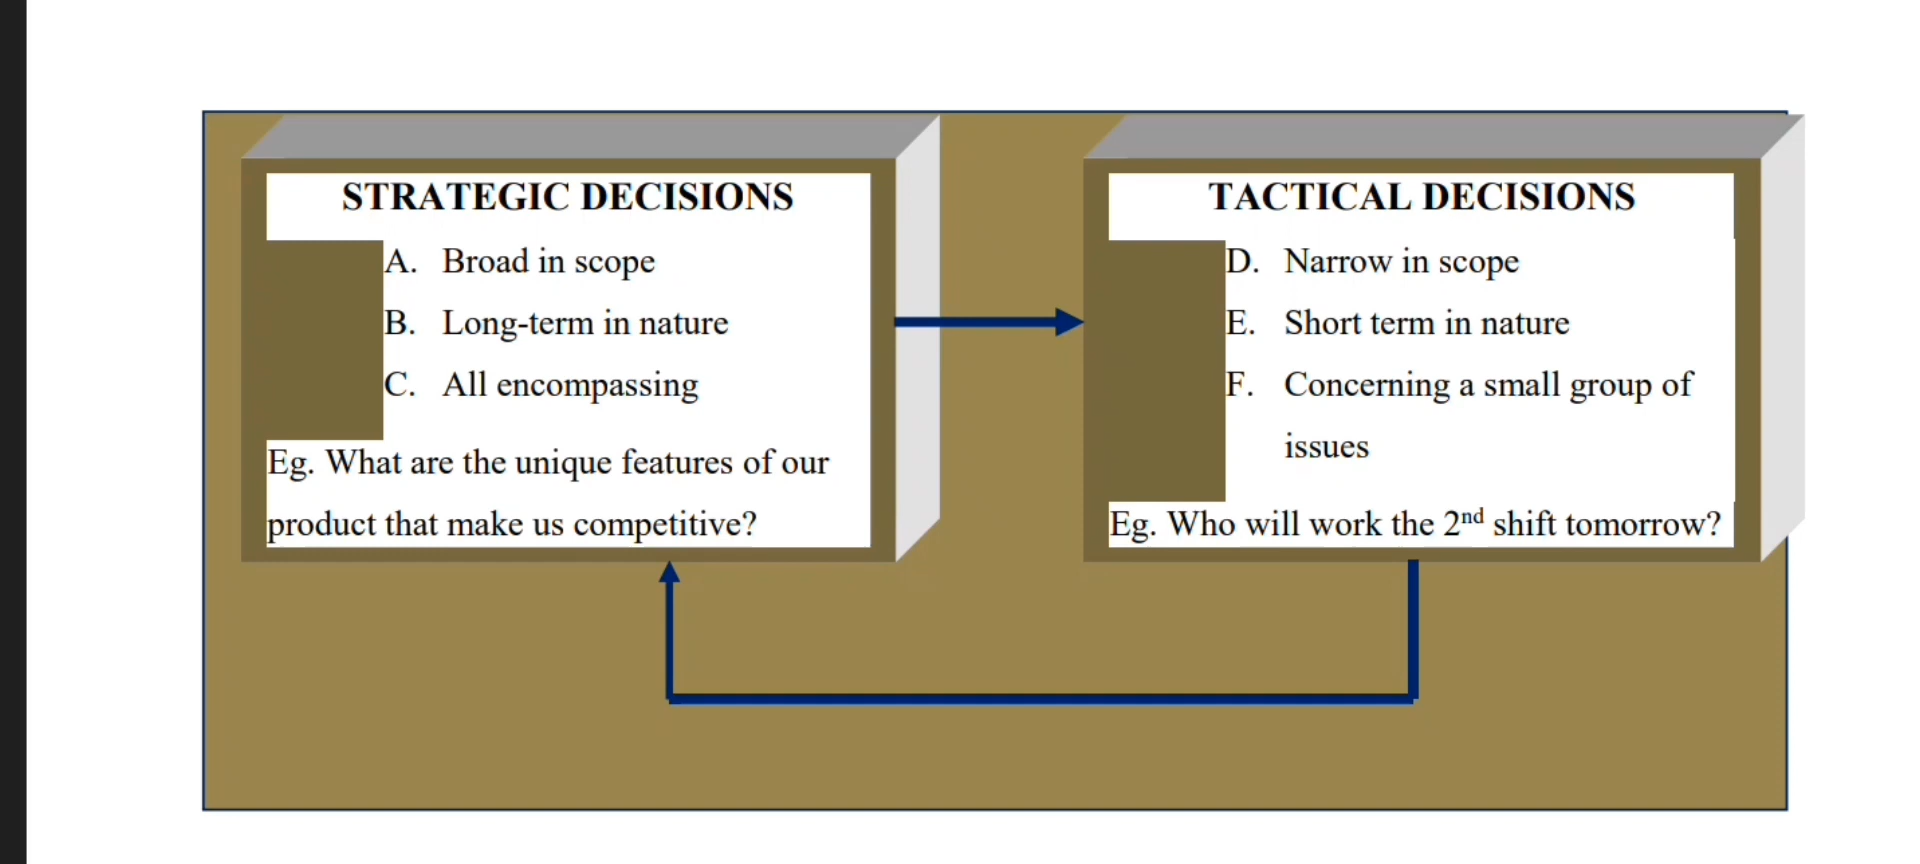 STRATEGIC DECISIONS
A. Broad in scope
B. Long-term in nature
C. All encompassing
Eg. What are the unique features of our
product that make us competitive?
TACTICAL DECISIONS
D. Narrow in scope
E. Short term in nature
F. Concerning a small group of
issues
Eg. Who will work the 2nd shift tomorrow?